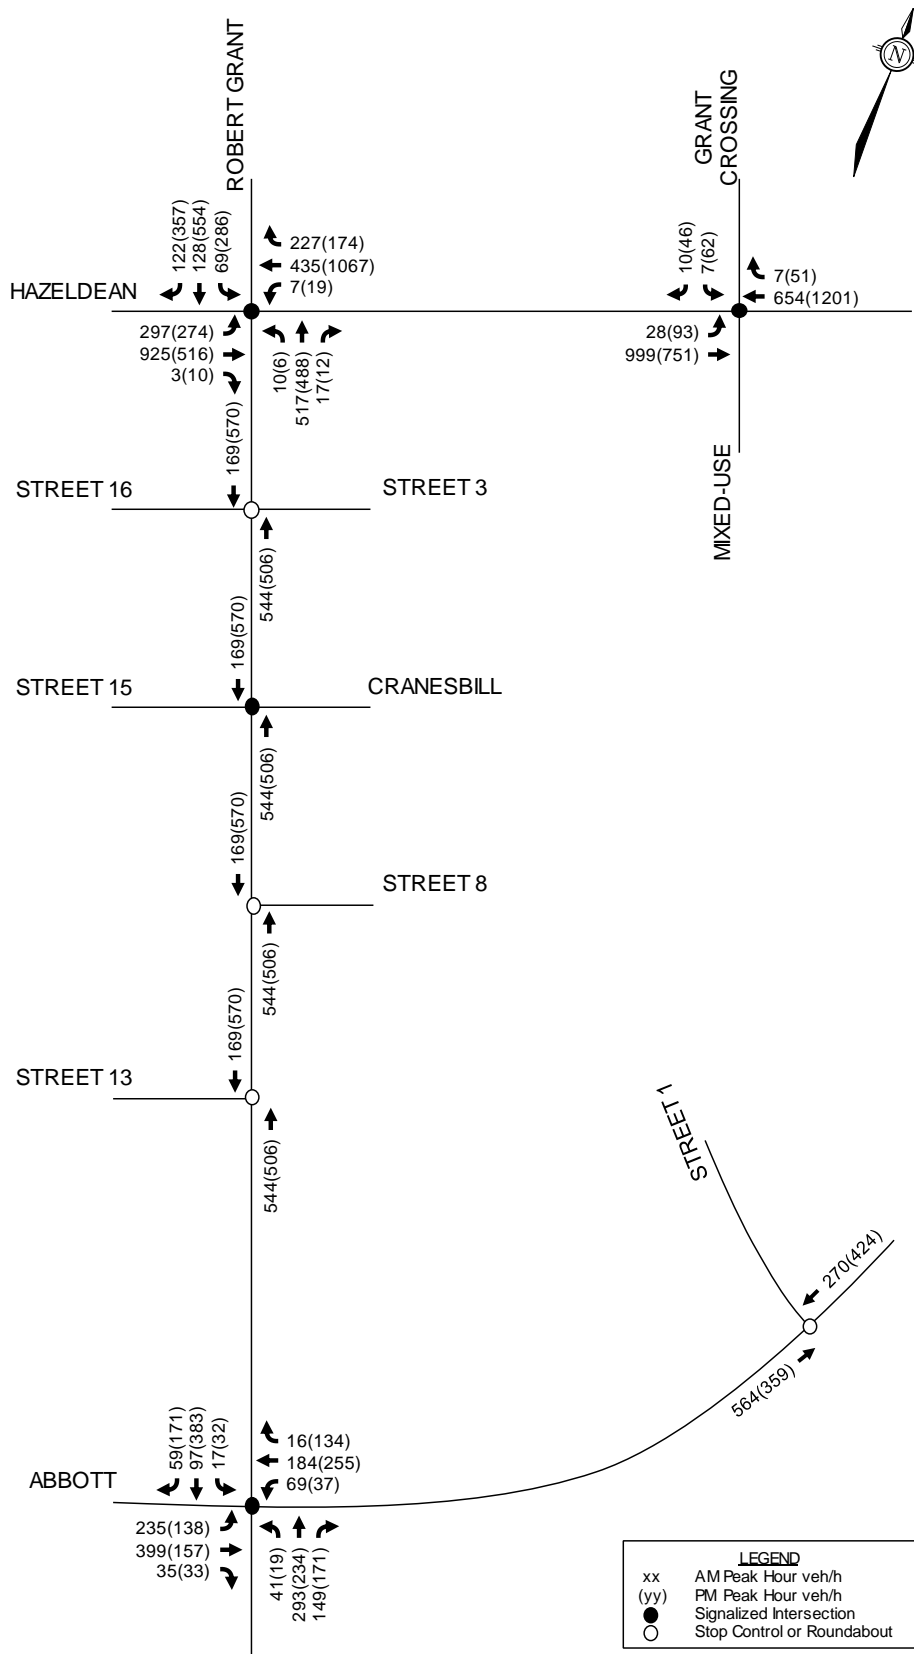 ROBERT GRANT
GRANT
CROSSING
N
122(357)
128(554)
69(286)
227(174)
435(1067)
7(19)
HAZELDEAN
297(274)
925(516)
3(10)
10(6)
517(488)
17(12)
10(46)
7(62)
7(51)
654(1201)
28(93)
999(751)
MIXED-USE
169(570)
STREET 16
STREET 3
544(506)
169(570)
STREET 15
CRANESBILL
544(506)
169(570)
STREET 8
544(506)
169(570)
STREET 13
544(506)
STREET 1
270(424)
564(359)
59(171)
97(383)
17(32)
16(134)
184(255)
69(37)
ABBOTT
235(138)
399(157)
35(33)
41(19)
293(234)
149(171)
LEGEND
xx AM Peak Hour veh/h
(yy) PM Peak Hour veh/h
Signalized Intersection
Stop Control or Roundabout